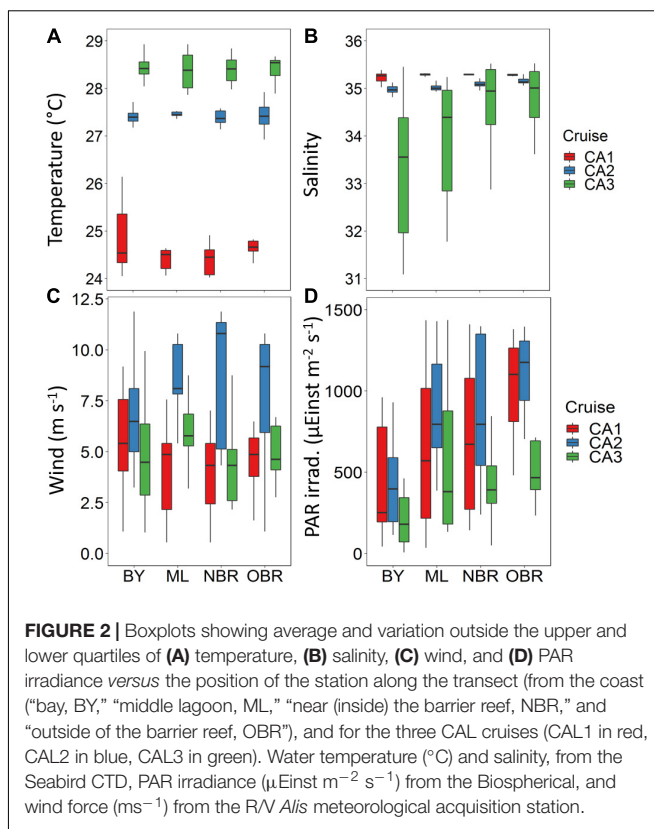 A
B
29
28
27
26
25
24
Temperature (°C)
36
35
34
33
32
31
Salinity
Cruise
CA1
CA2
CA3
C
D
12.5
10.0
7.5
5.0
2.5
0.0
Wind (m s⁻¹)
BY ML NBR OBR
1500
1000
500
0
PAR irrad. (µEinst m⁻² s⁻¹)
BY ML NBR OBR
Cruise
CA1
CA2
CA3
FIGURE 2 | Boxplots showing average and variation outside the upper and
lower quartiles of (A) temperature, (B) salinity, (C) wind, and (D) PAR
irradiance versus the position of the station along the transect (from the coast
(“bay, BY,” “middle lagoon, ML,” “near (inside) the barrier reef, NBR,” and
“outside of the barrier reef, OBR”), and for the three CAL cruises (CAL1 in red,
CAL2 in blue, CAL3 in green). Water temperature (°C) and salinity, from the
Seabird CTD, PAR irradiance (µEinst m⁻² s⁻¹) from the Biospherical, and
wind force (ms⁻¹) from the R/V Alis meteorological acquisition station.